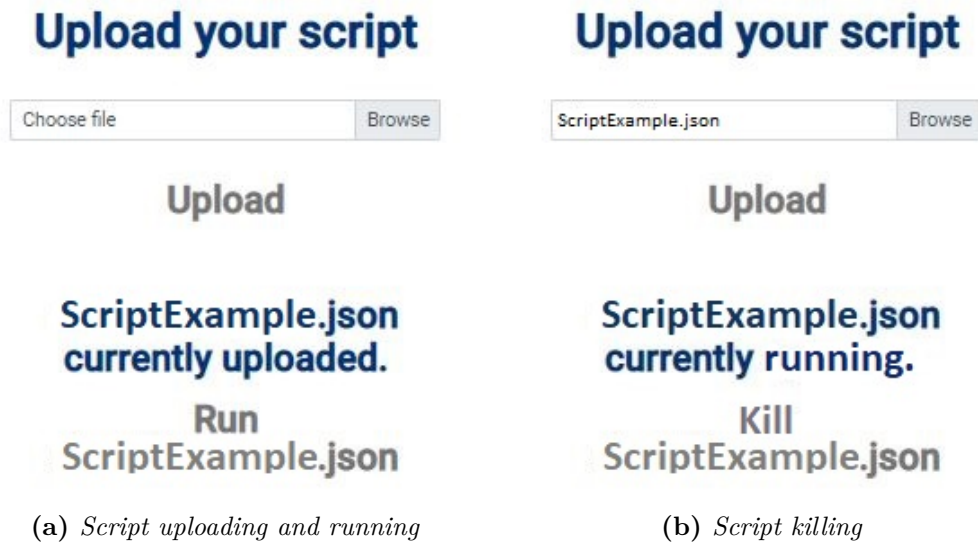 Upload your script
Choose file Browse
Upload
ScriptExample.json
currently uploaded.
Run
ScriptExample.json
(a) Script uploading and running
Upload your script
ScriptExample.json Browse
Upload
ScriptExample.json
currently running.
Kill
ScriptExample.json
(b) Script killing